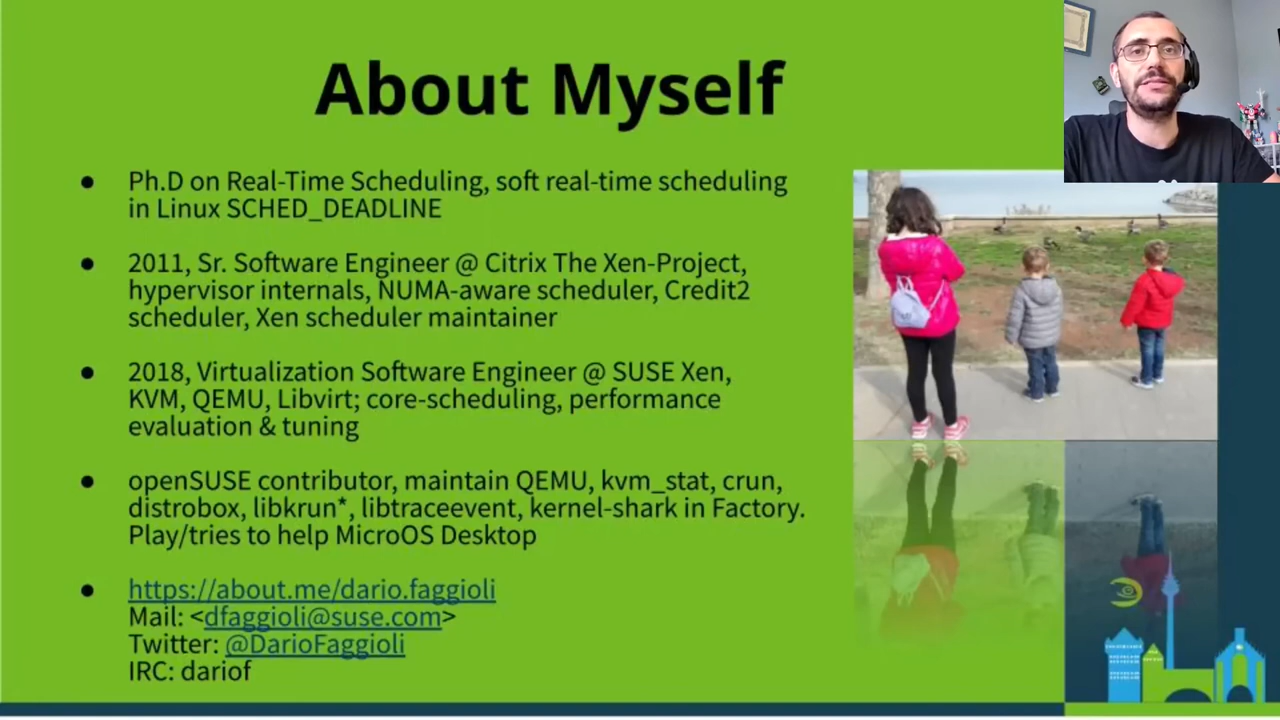 About Myself
● Ph.D on Real-Time Scheduling, soft real-time scheduling
in Linux SCHED_DEADLINE
● 2011, Sr. Software Engineer @ Citrix The Xen-Project,
hypervisor internals, NUMA-aware scheduler, Credit2
scheduler, Xen scheduler maintainer
● 2018, Virtualization Software Engineer @ SUSE Xen,
KVM, QEMU, Libvirt; core-scheduling, performance
evaluation & tuning
● openSUSE contributor, maintain QEMU, kvm_stat, crun,
distrobox, libkrun*, libtraceevent, kernel-shark in Factory.
Play/tries to help MicroOS Desktop
● https://about.me/dario.faggioli
Mail: <dfaggioli@suse.com>
Twitter: @DarioFaggioli
IRC: dariof